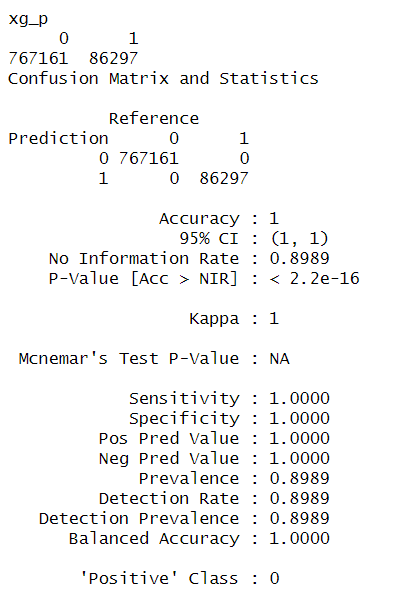 xg_p
     0      1
767161  86297
Confusion Matrix and Statistics

          Reference
Prediction      0      1
         0 767161      0
         1      0  86297

               Accuracy : 1
                 95% CI : (1, 1)
    No Information Rate : 0.8989
    P-Value [Acc > NIR] : < 2.2e-16

                  Kappa : 1

 Mcnemar's Test P-Value : NA

            Sensitivity : 1.0000
            Specificity : 1.0000
         Pos Pred Value : 1.0000
         Neg Pred Value : 1.0000
             Prevalence : 0.8989
         Detection Rate : 0.8989
   Detection Prevalence : 0.8989
      Balanced Accuracy : 1.0000

       'Positive' Class : 0